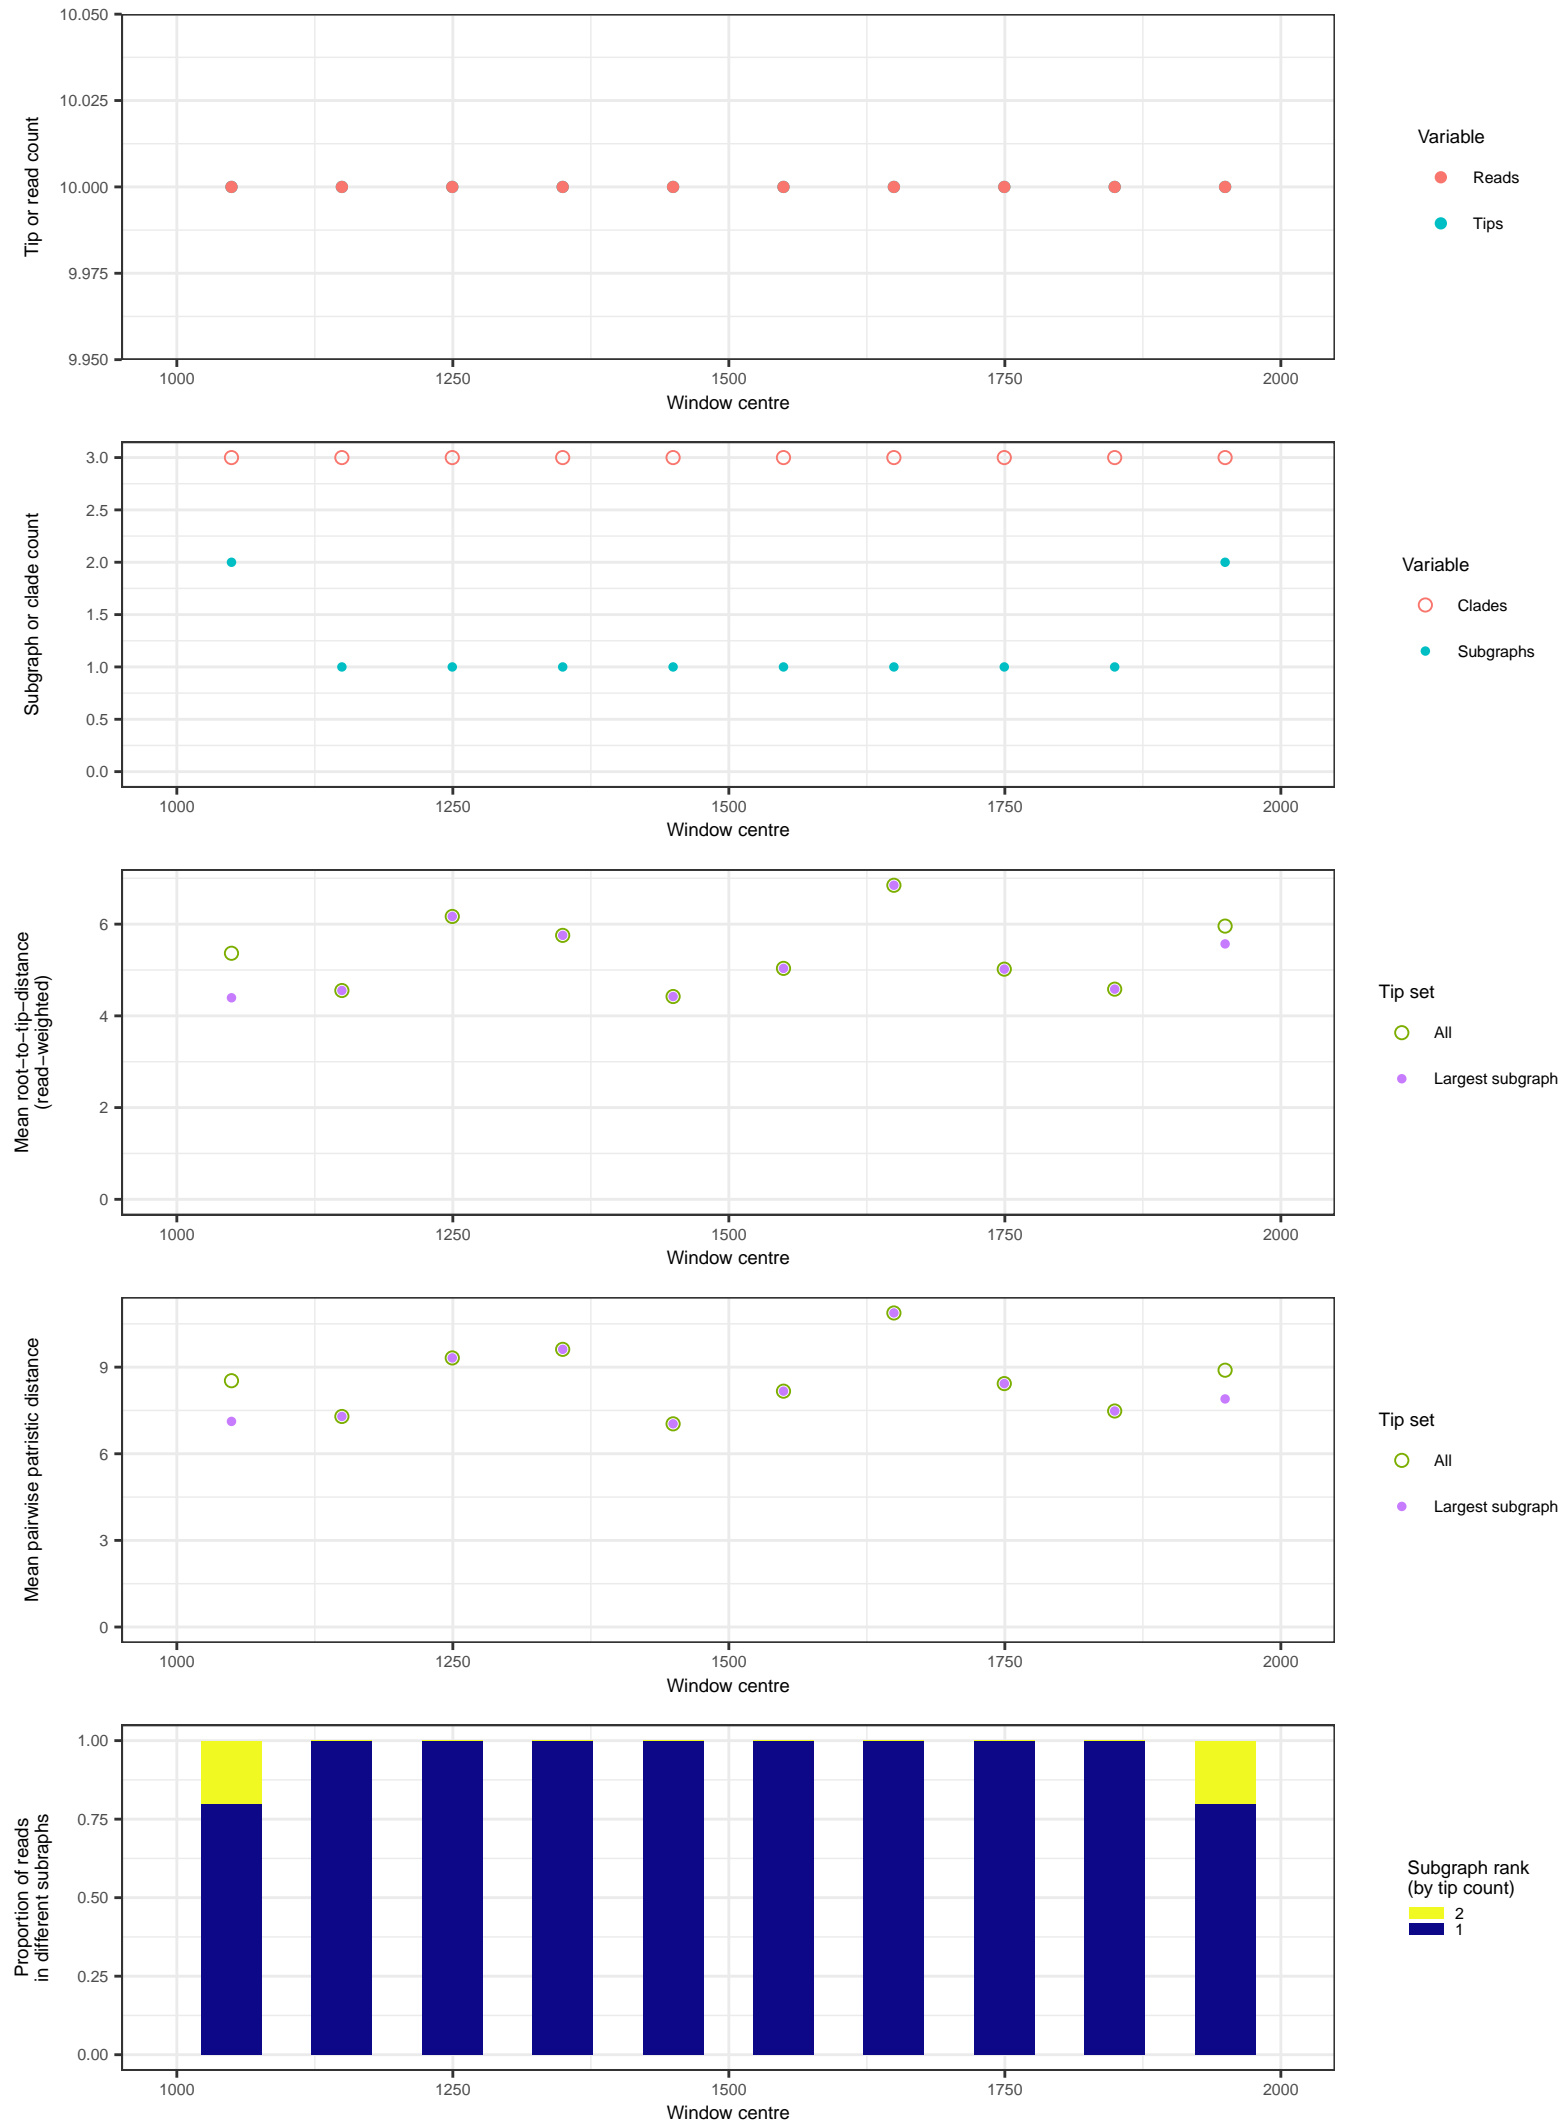 10.050
10.025
10.000
9.975
9.950
Tip or read count
1000 1250 1500 1750 2000
Window centre
Variable
Reads
Tips
3.0
2.5
2.0
1.5
1.0
0.5
0.0
Subgraph or clade count
1000 1250 1500 1750 2000
Window centre
Variable
Clades
Subgraphs
6
4
2
0
Mean root−to−tip−distance
(read−weighted)
1000 1250 1500 1750 2000
Window centre
Tip set
All
Largest subgraph
9
6
3
0
Mean pairwise patristic distance
1000 1250 1500 1750 2000
Window centre
Tip set
All
Largest subgraph
1.00
0.75
0.50
0.25
0.00
Proportion of reads
in different subraphs
1000 1250 1500 1750 2000
Window centre
Subgraph rank
(by tip count)
2
1